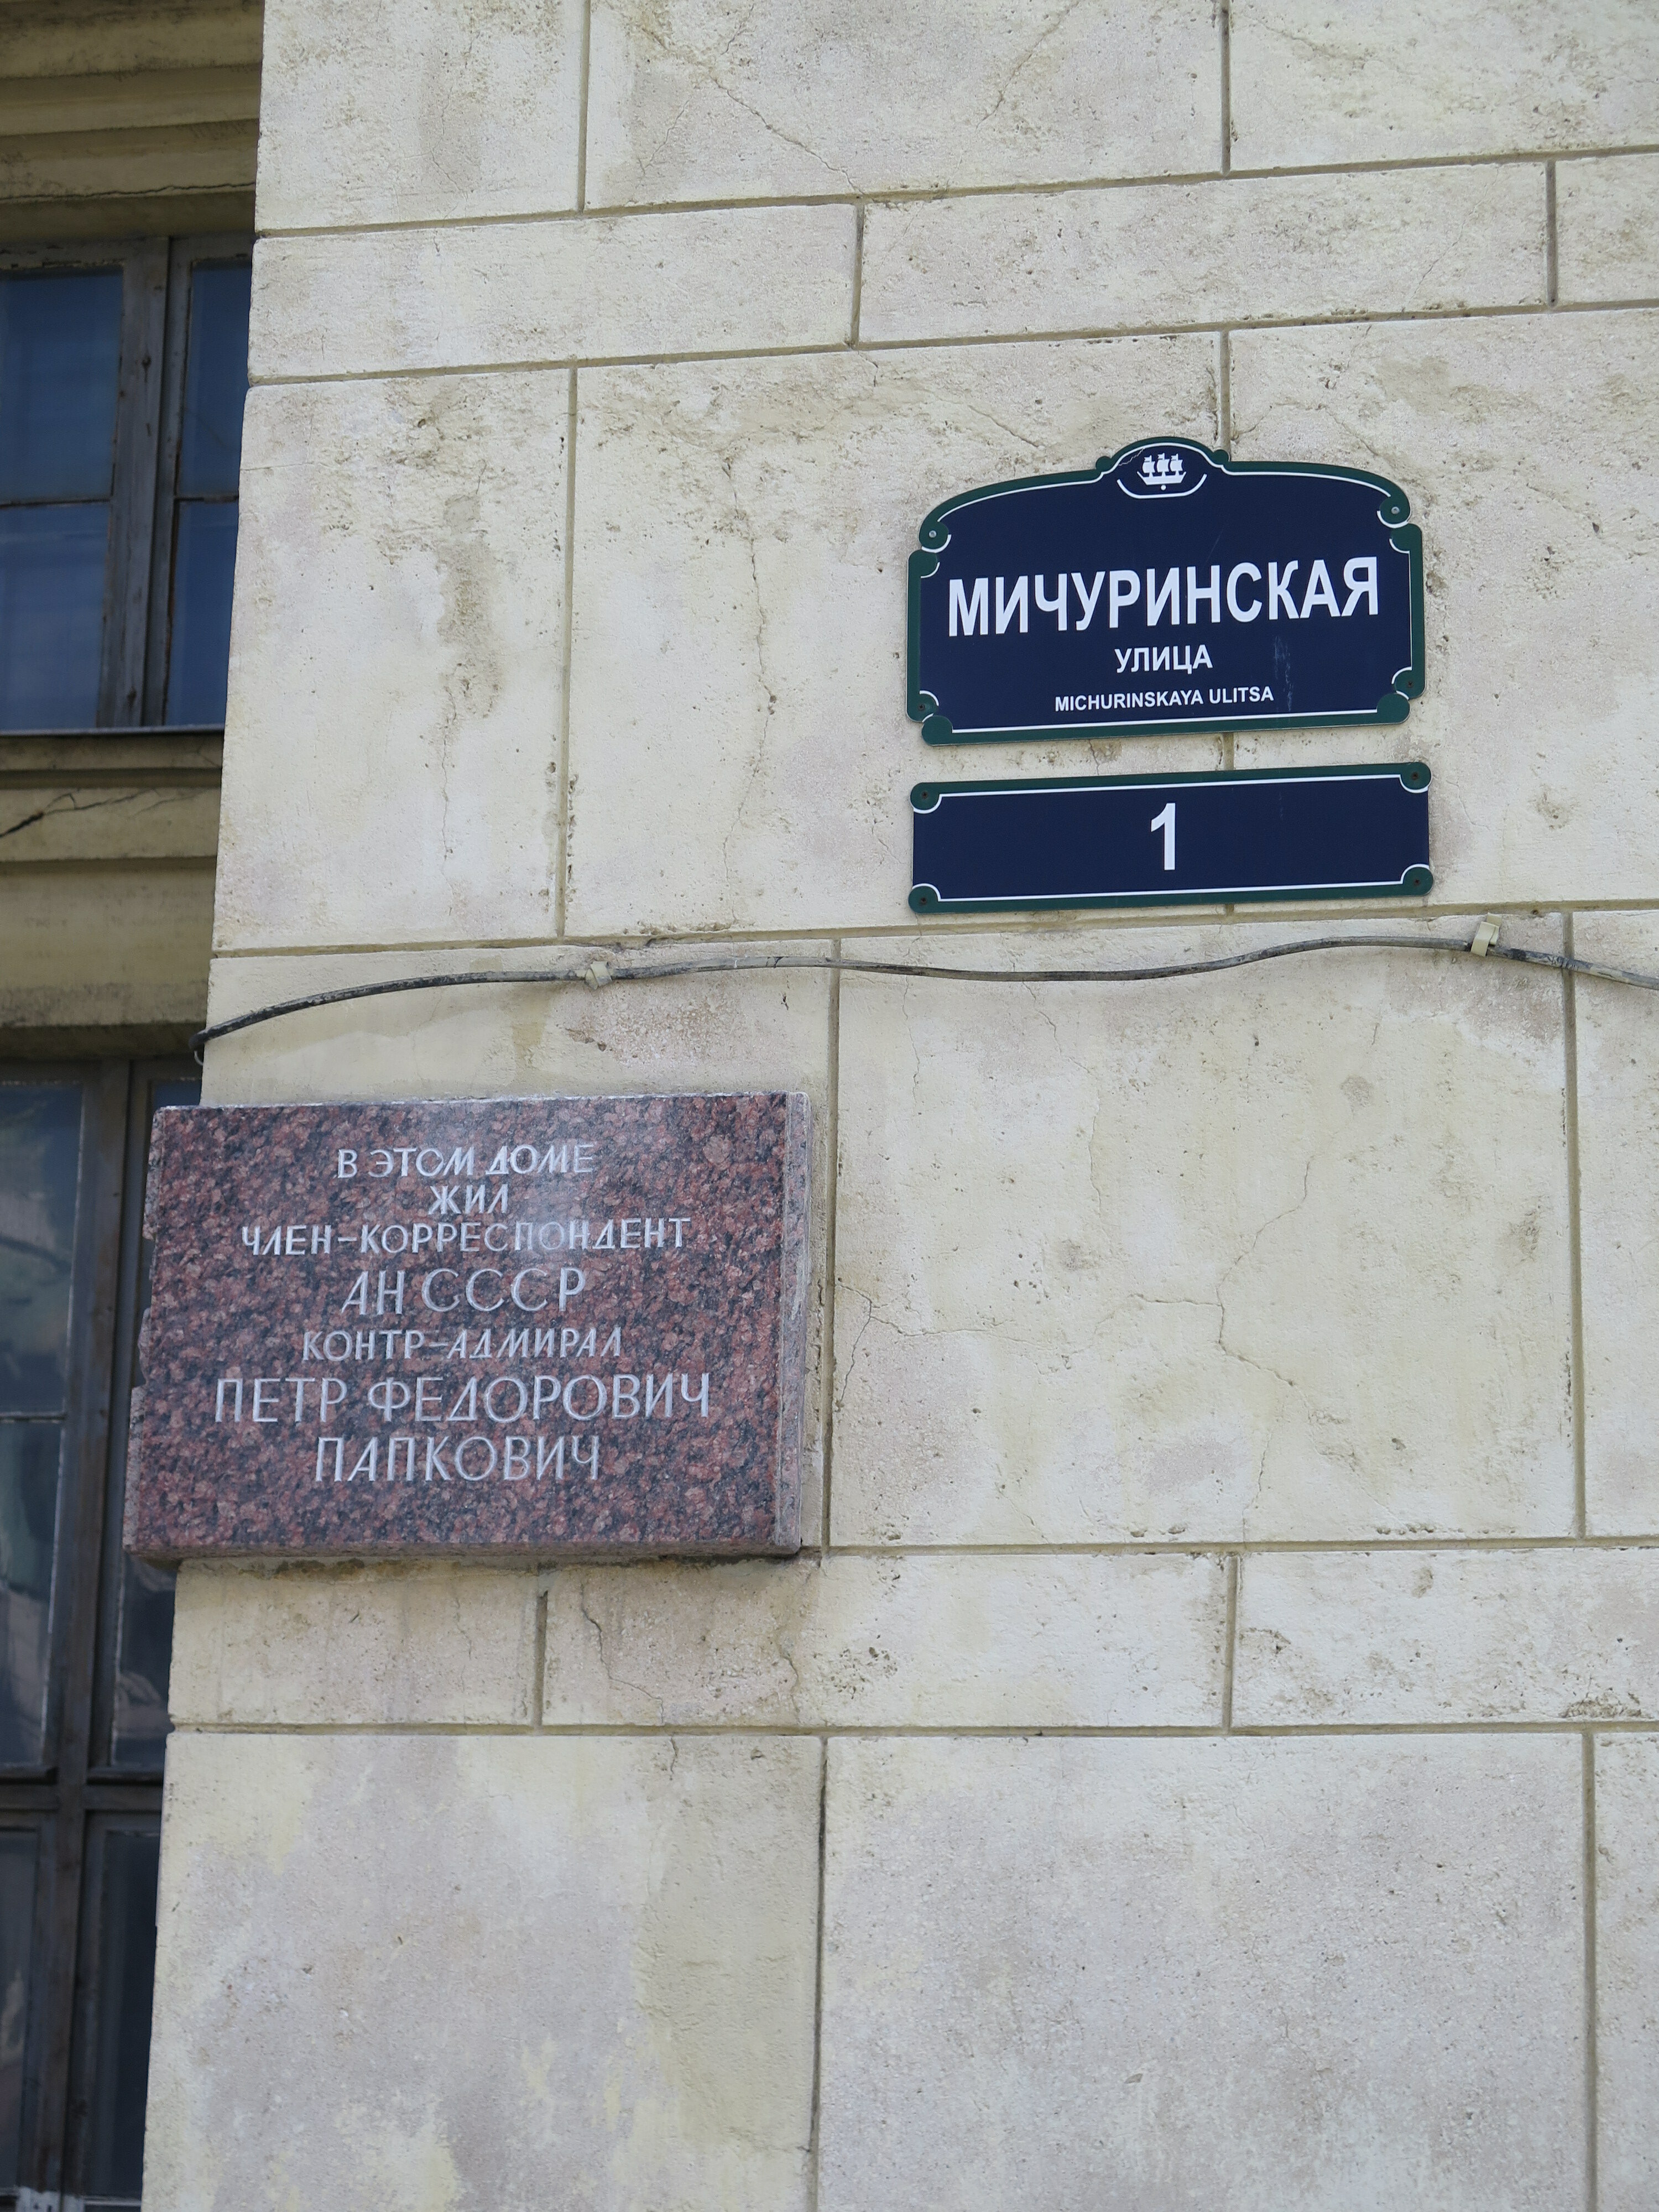 МИЧУРИНСКАЯ
УЛИЦА
MICHURINSKAYA ULITSA
1
В ЭТОМ ДОМЕ
ЖИЛ
ЧЛЕН-КОРРЕСПОНДЕНТ
АН СССР
КОНТР-АДМИРАЛ
ПЕТР ФЕДОРОВИЧ
ПАПКОВИЧ